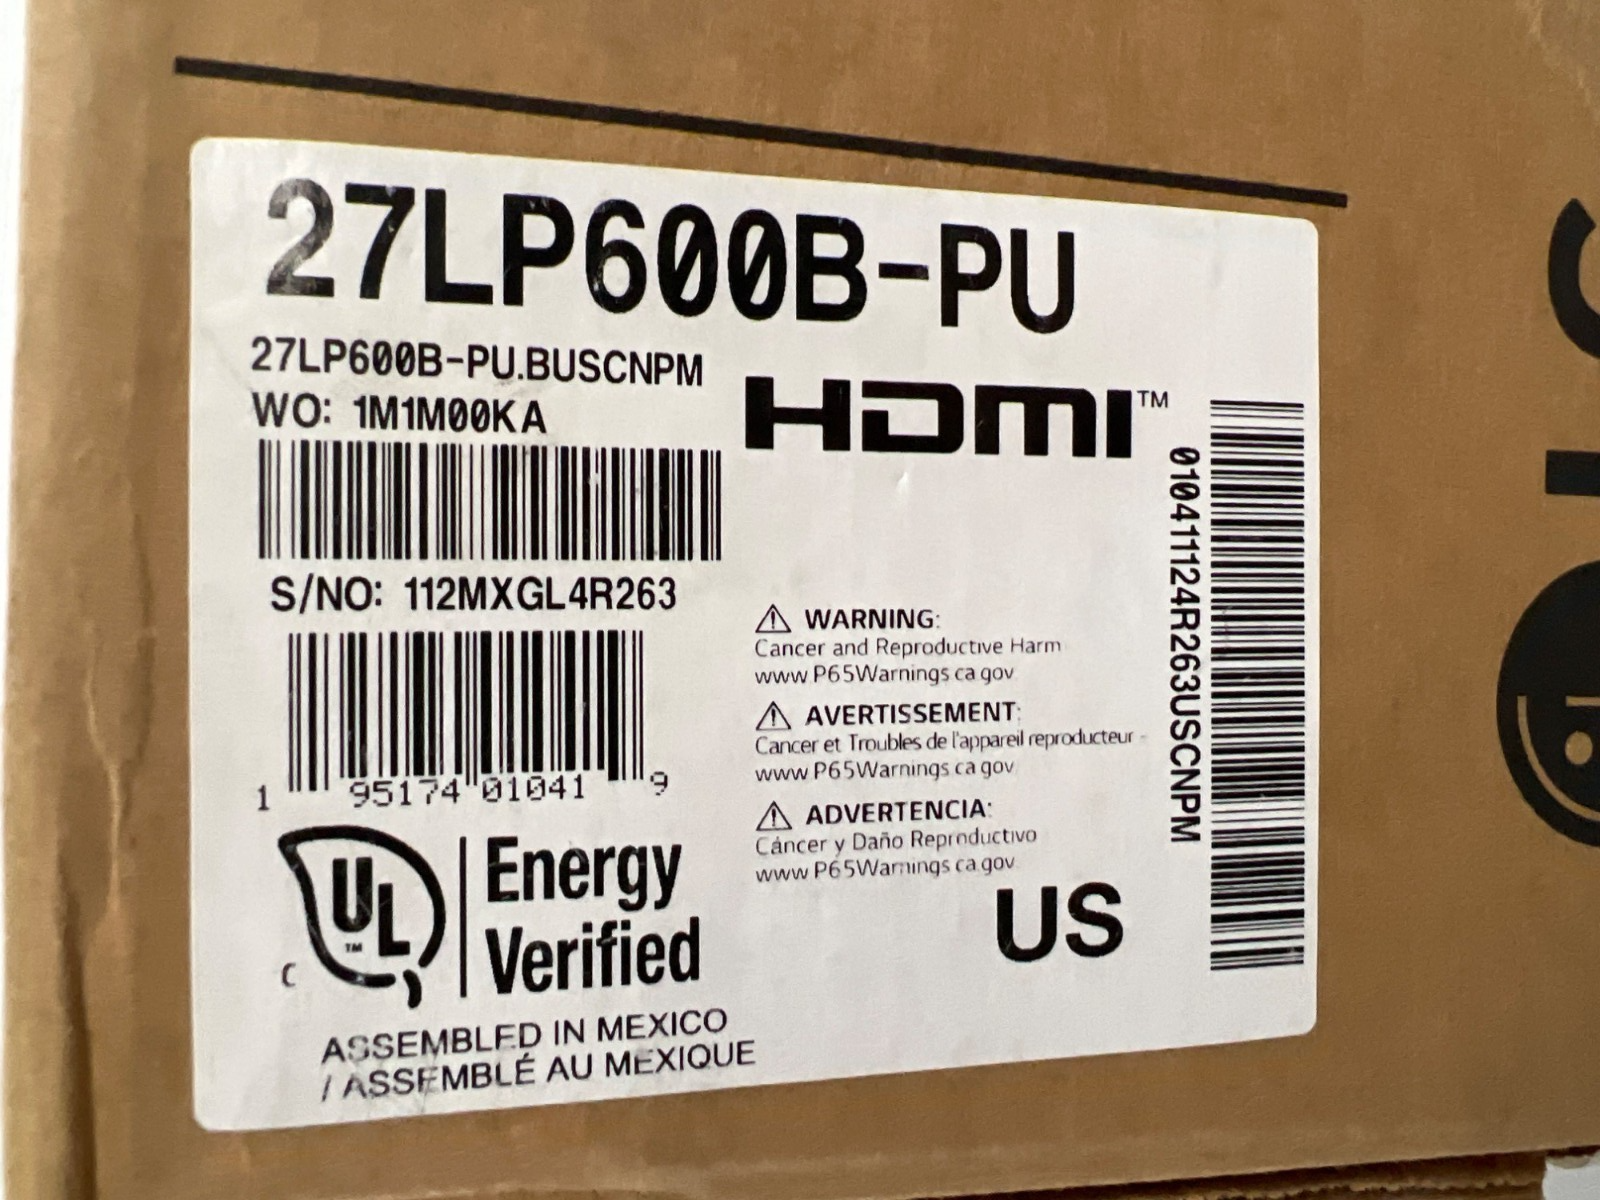 27LP600B-PU
27LP600B-PU.BUSCNPM
WO: 1M1M00KA
HDMI™
S/NO: 112MXGL4R263
1 95174 01041 9
WARNING:
Cancer and Reproductive Harm
www P65Warnings ca gov
AVERTISSEMENT:
Cancer et Troubles de l'appareil reproducteur -
www P65Warnings ca gov
ADVERTENCIA:
Cáncer y Daño Reproductivo
www P65Warnings ca gov
010411124R263USCNPM
UL™
C
Energy
Verified
US
ASSEMBLED IN MEXICO
/ ASSEMBLÉ AU MEXIQUE